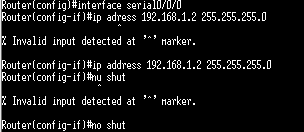 Router(config)#interface serial0/0/0
Router(config-if)#ip adress 192.168.1.2 255.255.255.0
^
% Invalid input detected at '^' marker.
Router(config-if)#ip address 192.168.1.2 255.255.255.0
Router(config-if)#nu shut
^
% Invalid input detected at '^' marker.
Router(config-if)#no shut